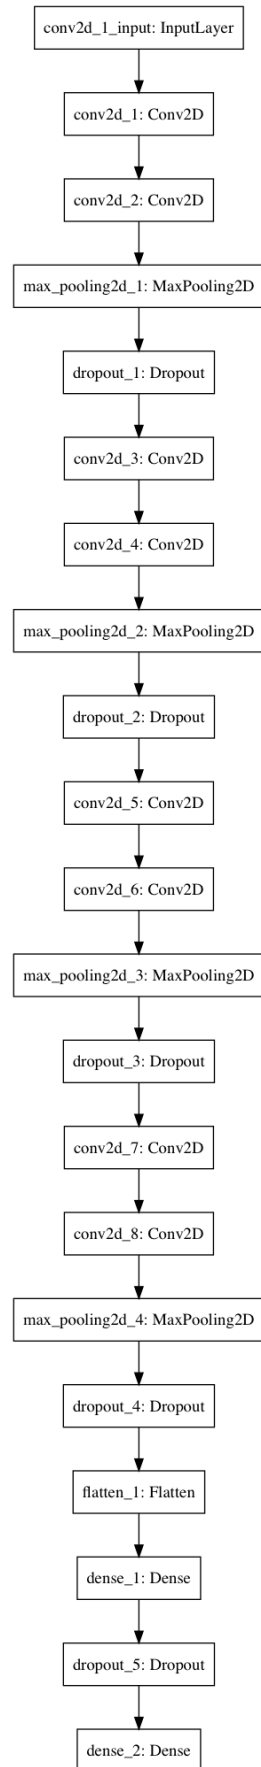 conv2d_1_input: InputLayer
conv2d_1: Conv2D
conv2d_2: Conv2D
max_pooling2d_1: MaxPooling2D
dropout_1: Dropout
conv2d_3: Conv2D
conv2d_4: Conv2D
max_pooling2d_2: MaxPooling2D
dropout_2: Dropout
conv2d_5: Conv2D
conv2d_6: Conv2D
max_pooling2d_3: MaxPooling2D
dropout_3: Dropout
conv2d_7: Conv2D
conv2d_8: Conv2D
max_pooling2d_4: MaxPooling2D
dropout_4: Dropout
flatten_1: Flatten
dense_1: Dense
dropout_5: Dropout
dense_2: Dense